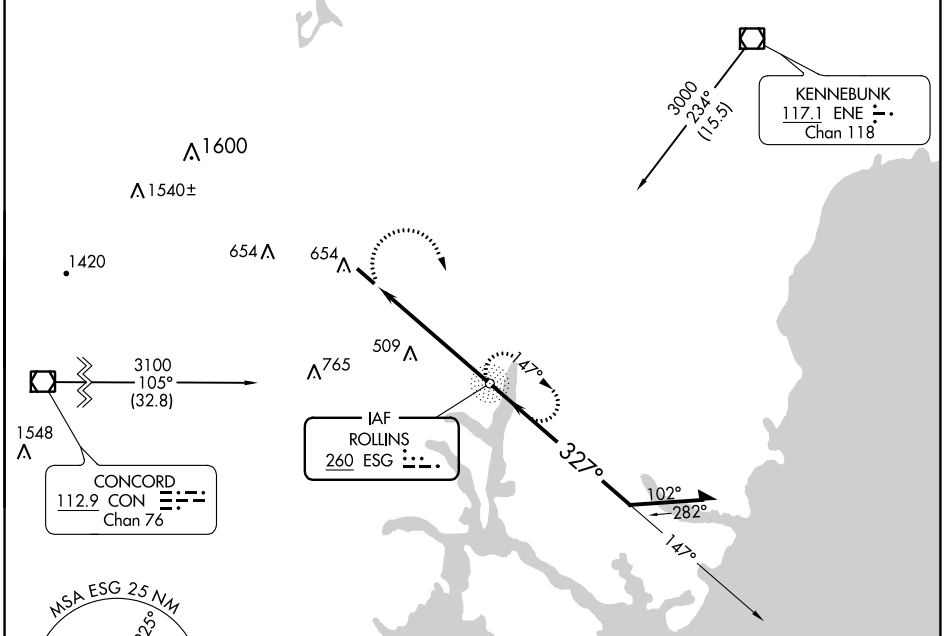 KENNEBUNK
117.1 ENE
Chan 118
3000
234°
(15.5)
1600
1540±
1420
654
654
509
765
147°
3100
105°
(32.8)
1548
IAF
ROLLINS
260 ESG
CONCORD
112.9 CON
Chan 76
327°
102°
282°
147°
MSA ESG 25 NM
025°